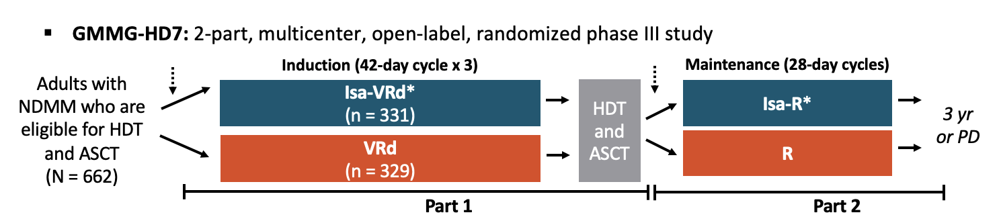 ▪ GMMG-HD7: 2-part, multicenter, open-label, randomized phase III study
Induction (42-day cycle x 3)
Maintenance (28-day cycles)
Adults with
NDMM who are
eligible for HDT
and ASCT
(N = 662)
Isa-VRd*
(n = 331)
VRd
(n = 329)
HDT
and
ASCT
Isa-R*
R
3 yr
or PD
Part 1
Part 2